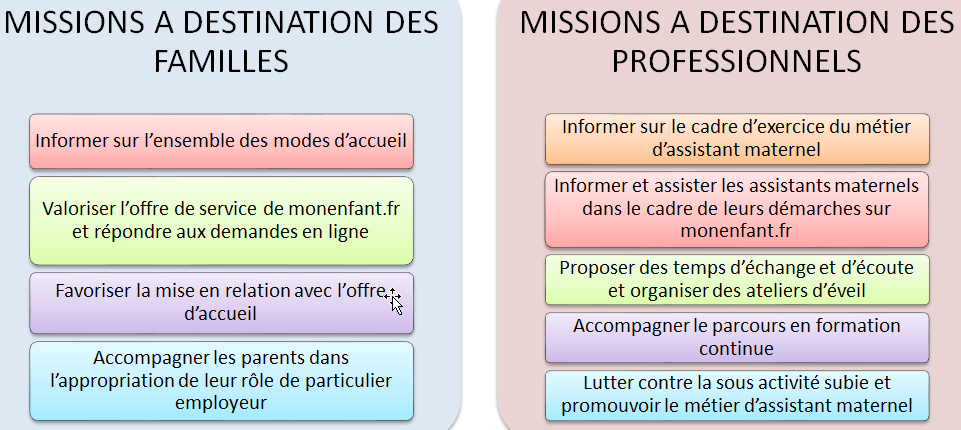 MISSIONS A DESTINATION DES
FAMILLES
Informer sur l'ensemble des modes d'accueil
Valoriser l'offre de service de monenfant.fr
et répondre aux demandes en ligne
Favoriser la mise en relation avec l'offre
d'accueil
Accompagner les parents dans
l'appropriation de leur rôle de particulier
employeur
MISSIONS A DESTINATION DES
PROFESSIONNELS
Informer sur le cadre d'exercice du métier
d'assistant maternel
Informer et assister les assistants maternels
dans le cadre de leurs démarches sur
monenfant.fr
Proposer des temps d'échange et d'écoute
et organiser des ateliers d'éveil
Accompagner le parcours en formation
continue
Lutter contre la sous activité subie et
promouvoir le métier d'assistant maternel